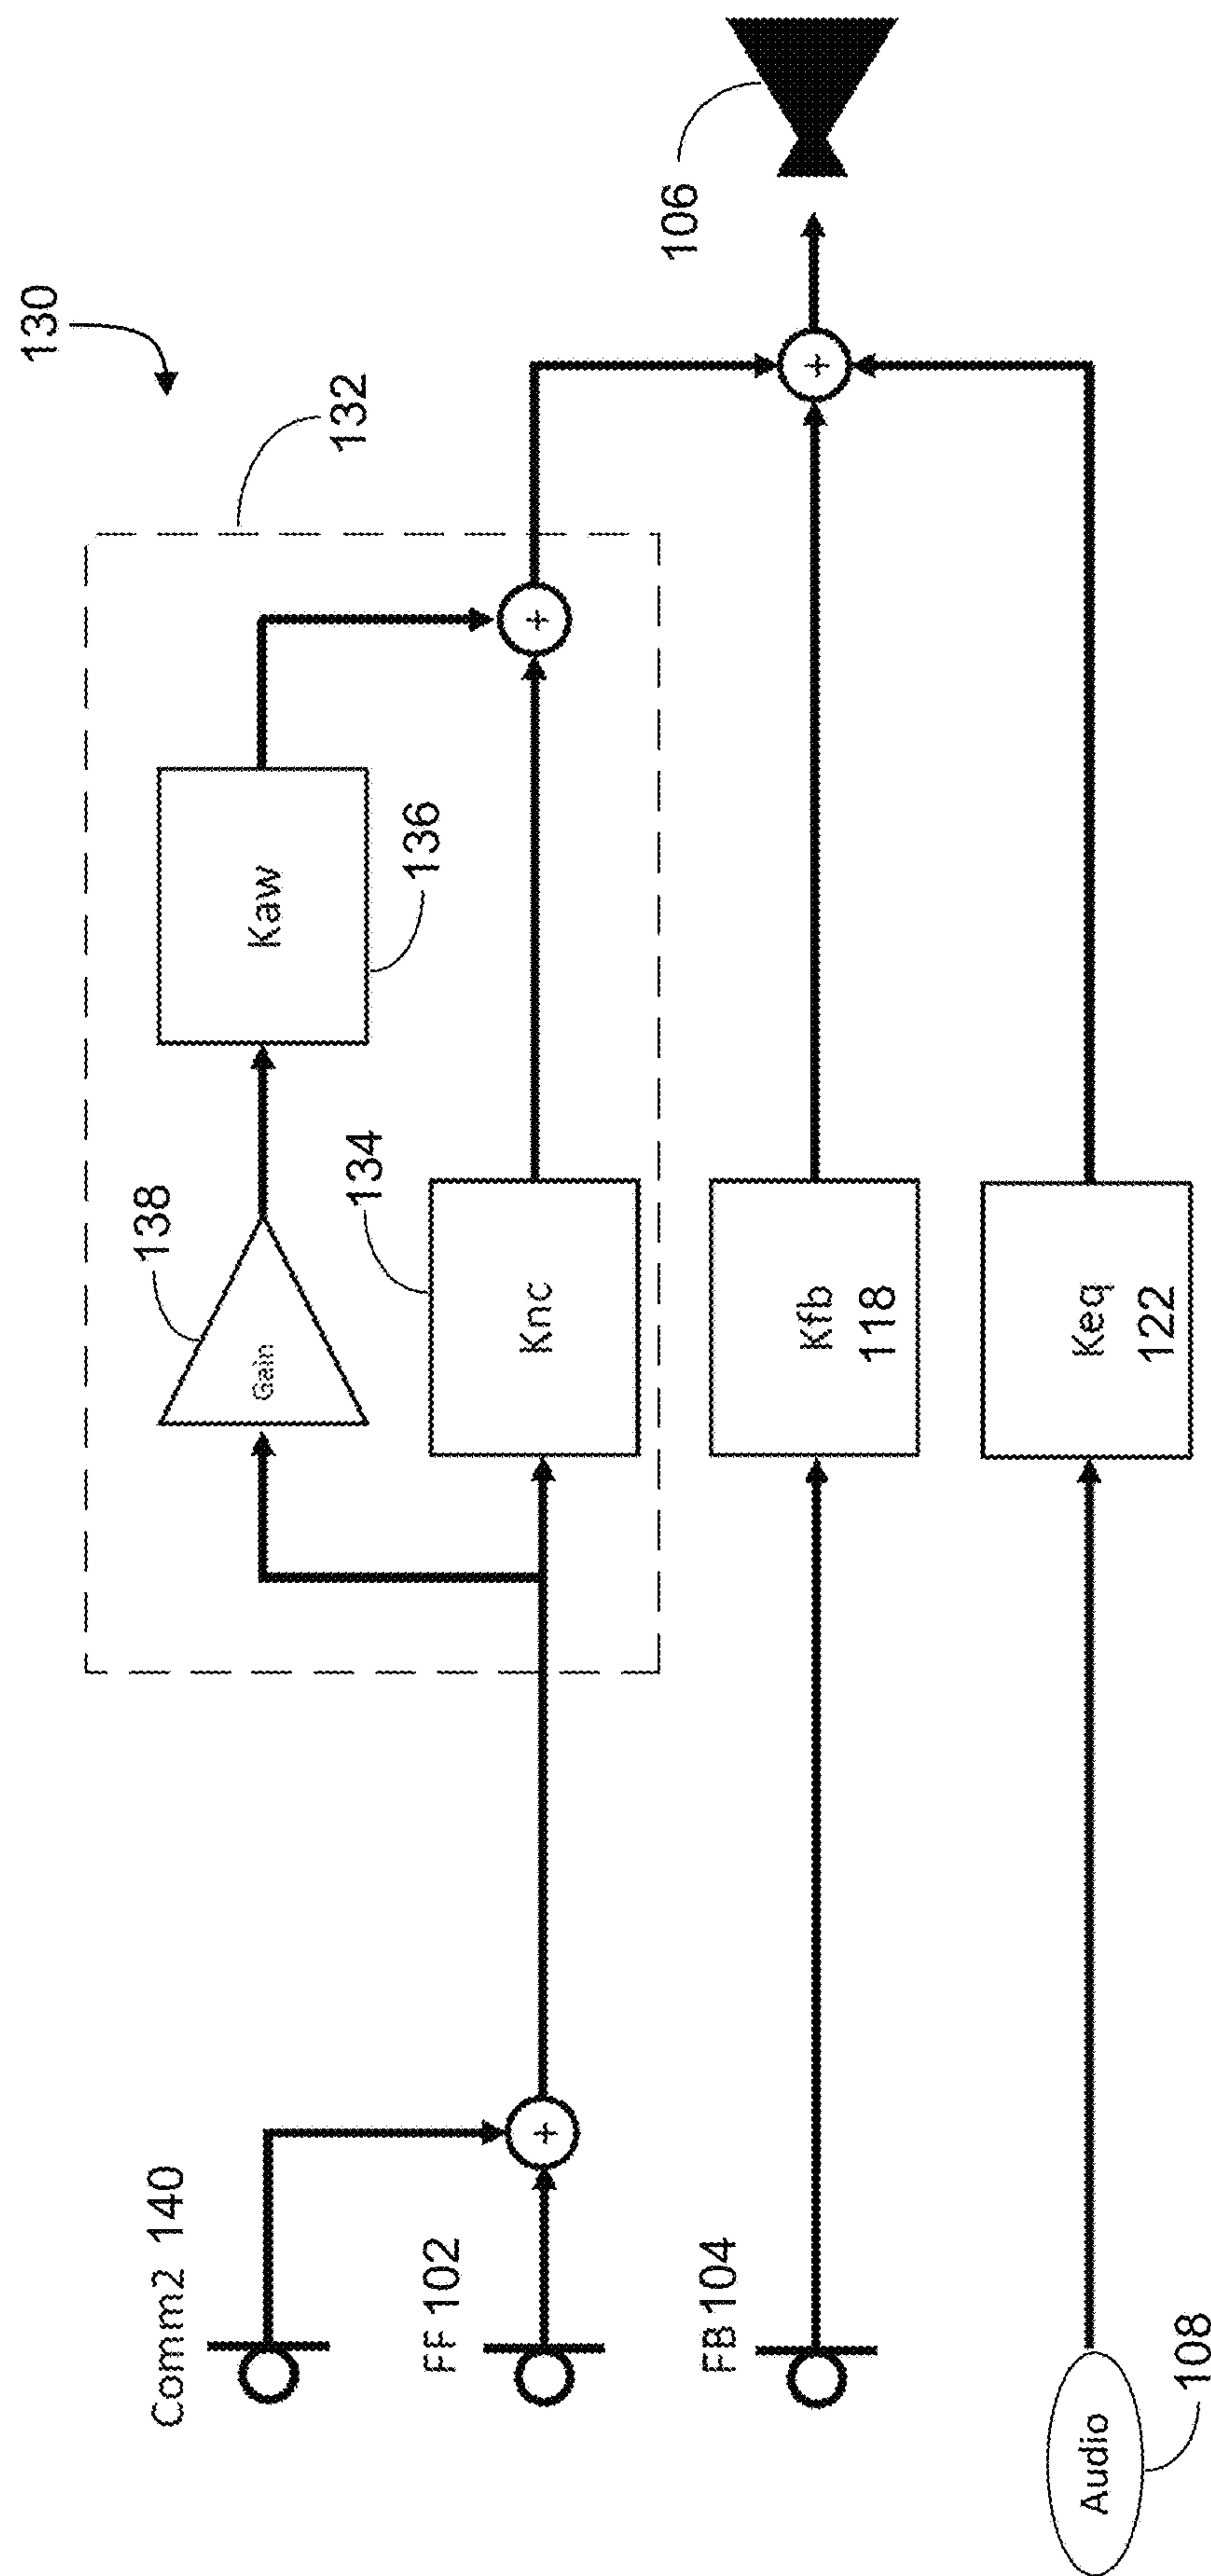 130
132
138
Gain
Kaw
136
134
Knc
+
106
Comm2 140
FF 102
+
FB 104
Kfb
118
+
Audio
108
Keq
122